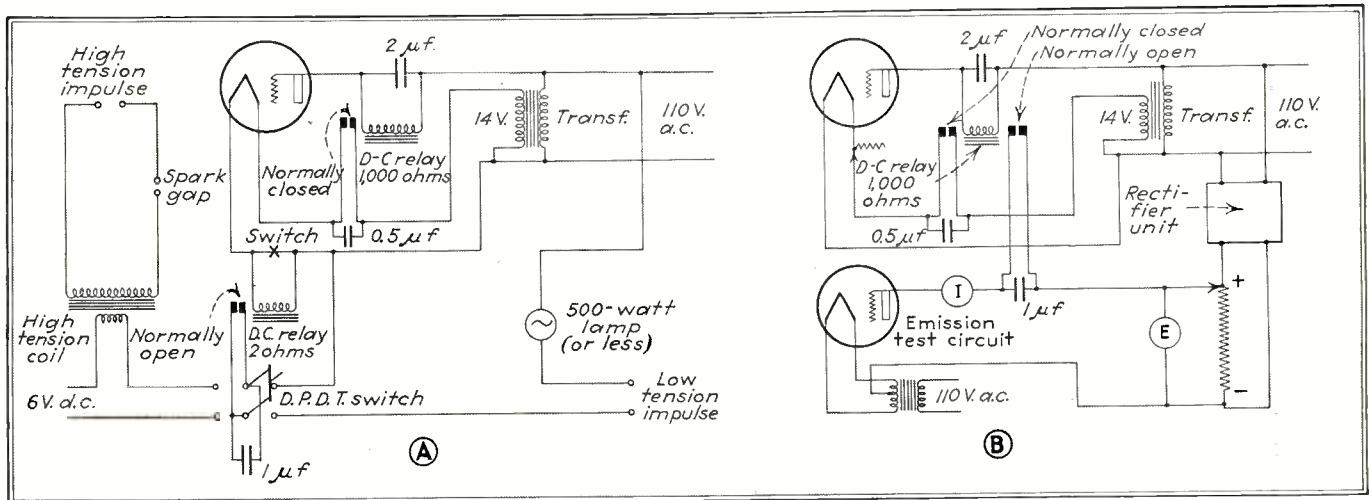 High
tension
impulse
Spark
gap
High
tension
coil
6V. d.c.
Normally
open
1 μf
D.C. relay
2 ohms
D.P.D.T. switch
Switch
Normally
closed
2 μf.
D-C relay
1,000 ohms
0.5 μf
14 V.
Transf.
110 V.
a.c.
500-watt
lamp
(or less)
Low
tension
impulse
A
2 μf
Normally closed
Normally open
D-C relay
1,000
ohms
0.5 μf
14 V.
Transf.
110 V.
a.c.
Recti-
fier
unit
I
1 μf
Emission
test circuit
E
+
−
110 V. a.c.
B